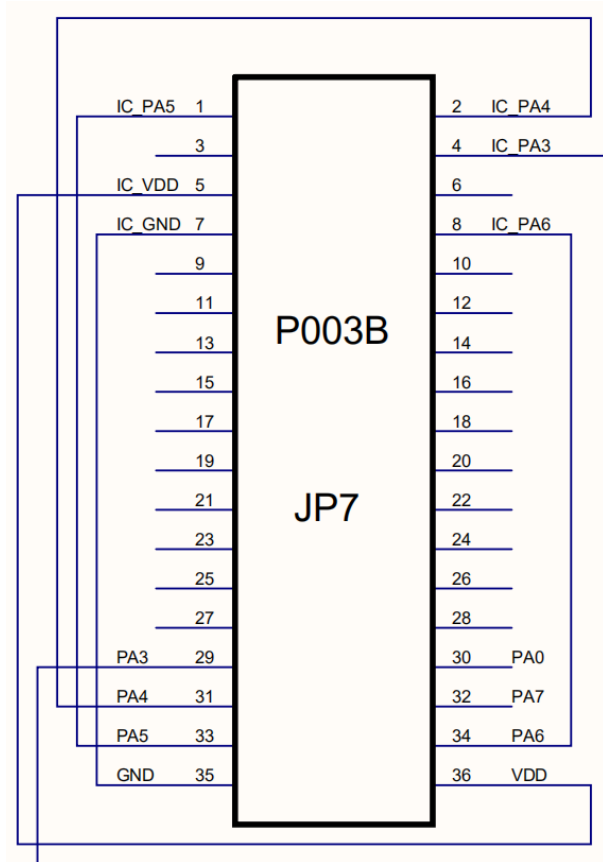 IC_PA5 1 2 IC_PA4
3 4 IC_PA3
IC_VDD 5 6
IC_GND 7 8 IC_PA6
9 10
11 12
P003B
13 14
15 16
17 18
19 20
JP7
21 22
23 24
25 26
27 28
PA3 29 30 PA0
PA4 31 32 PA7
PA5 33 34 PA6
GND 35 36 VDD